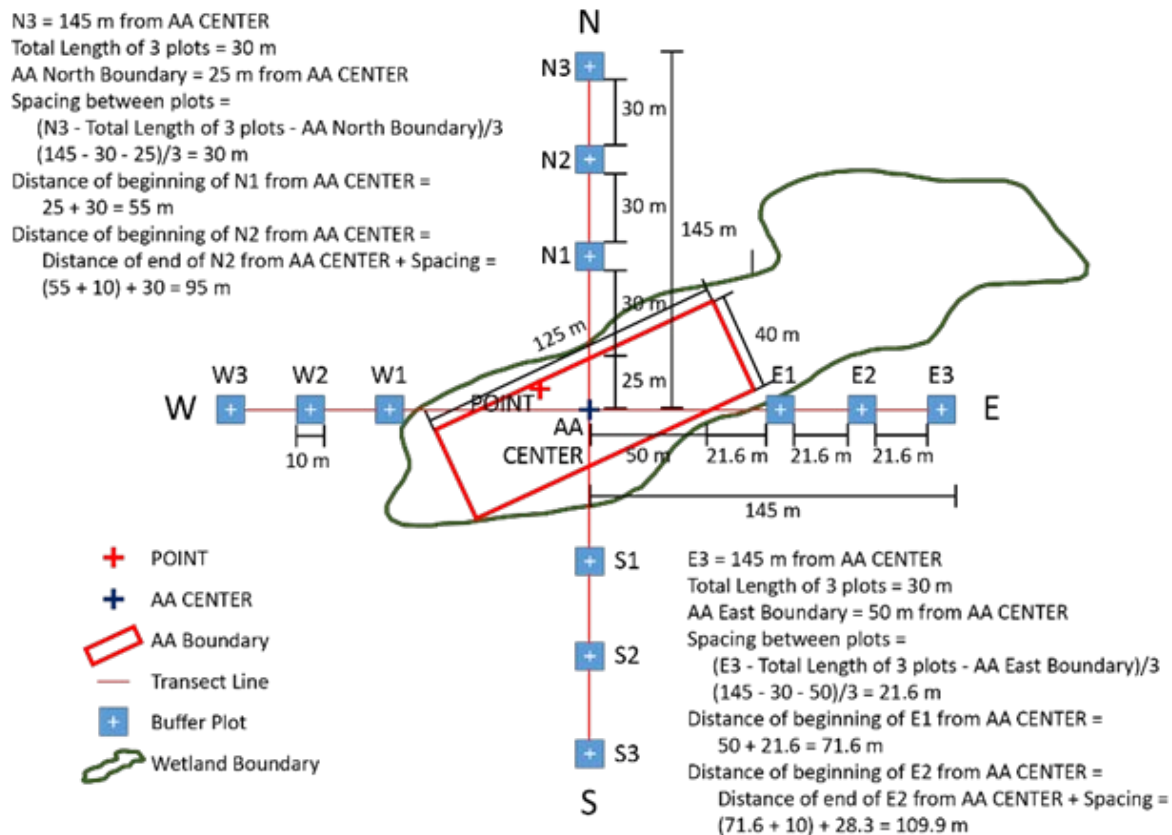 N3 = 145 m from AA CENTER
Total Length of 3 plots = 30 m
AA North Boundary = 25 m from AA CENTER
Spacing between plots =
(N3 - Total Length of 3 plots - AA North Boundary)/3
(145 - 30 - 25)/3 = 30 m
Distance of beginning of N1 from AA CENTER =
25 + 30 = 55 m
Distance of beginning of N2 from AA CENTER =
Distance of end of N2 from AA CENTER + Spacing =
(55 + 10) + 30 = 95 m
N
N3
30 m
N2
30 m
145 m
N1
30 m
125 m
40 m
25 m
W3
W2
W1
W
POINT
E1
E2
E3
E
10 m
AA
CENTER
50 m
21.6 m
21.6 m
21.6 m
145 m
S1
S2
S3
S
POINT
AA CENTER
AA Boundary
Transect Line
Buffer Plot
Wetland Boundary
E3 = 145 m from AA CENTER
Total Length of 3 plots = 30 m
AA East Boundary = 50 m from AA CENTER
Spacing between plots =
(E3 - Total Length of 3 plots - AA East Boundary)/3
(145 - 30 - 50)/3 = 21.6 m
Distance of beginning of E1 from AA CENTER =
50 + 21.6 = 71.6 m
Distance of beginning of E2 from AA CENTER =
Distance of end of E2 from AA CENTER + Spacing =
(71.6 + 10) + 28.3 = 109.9 m